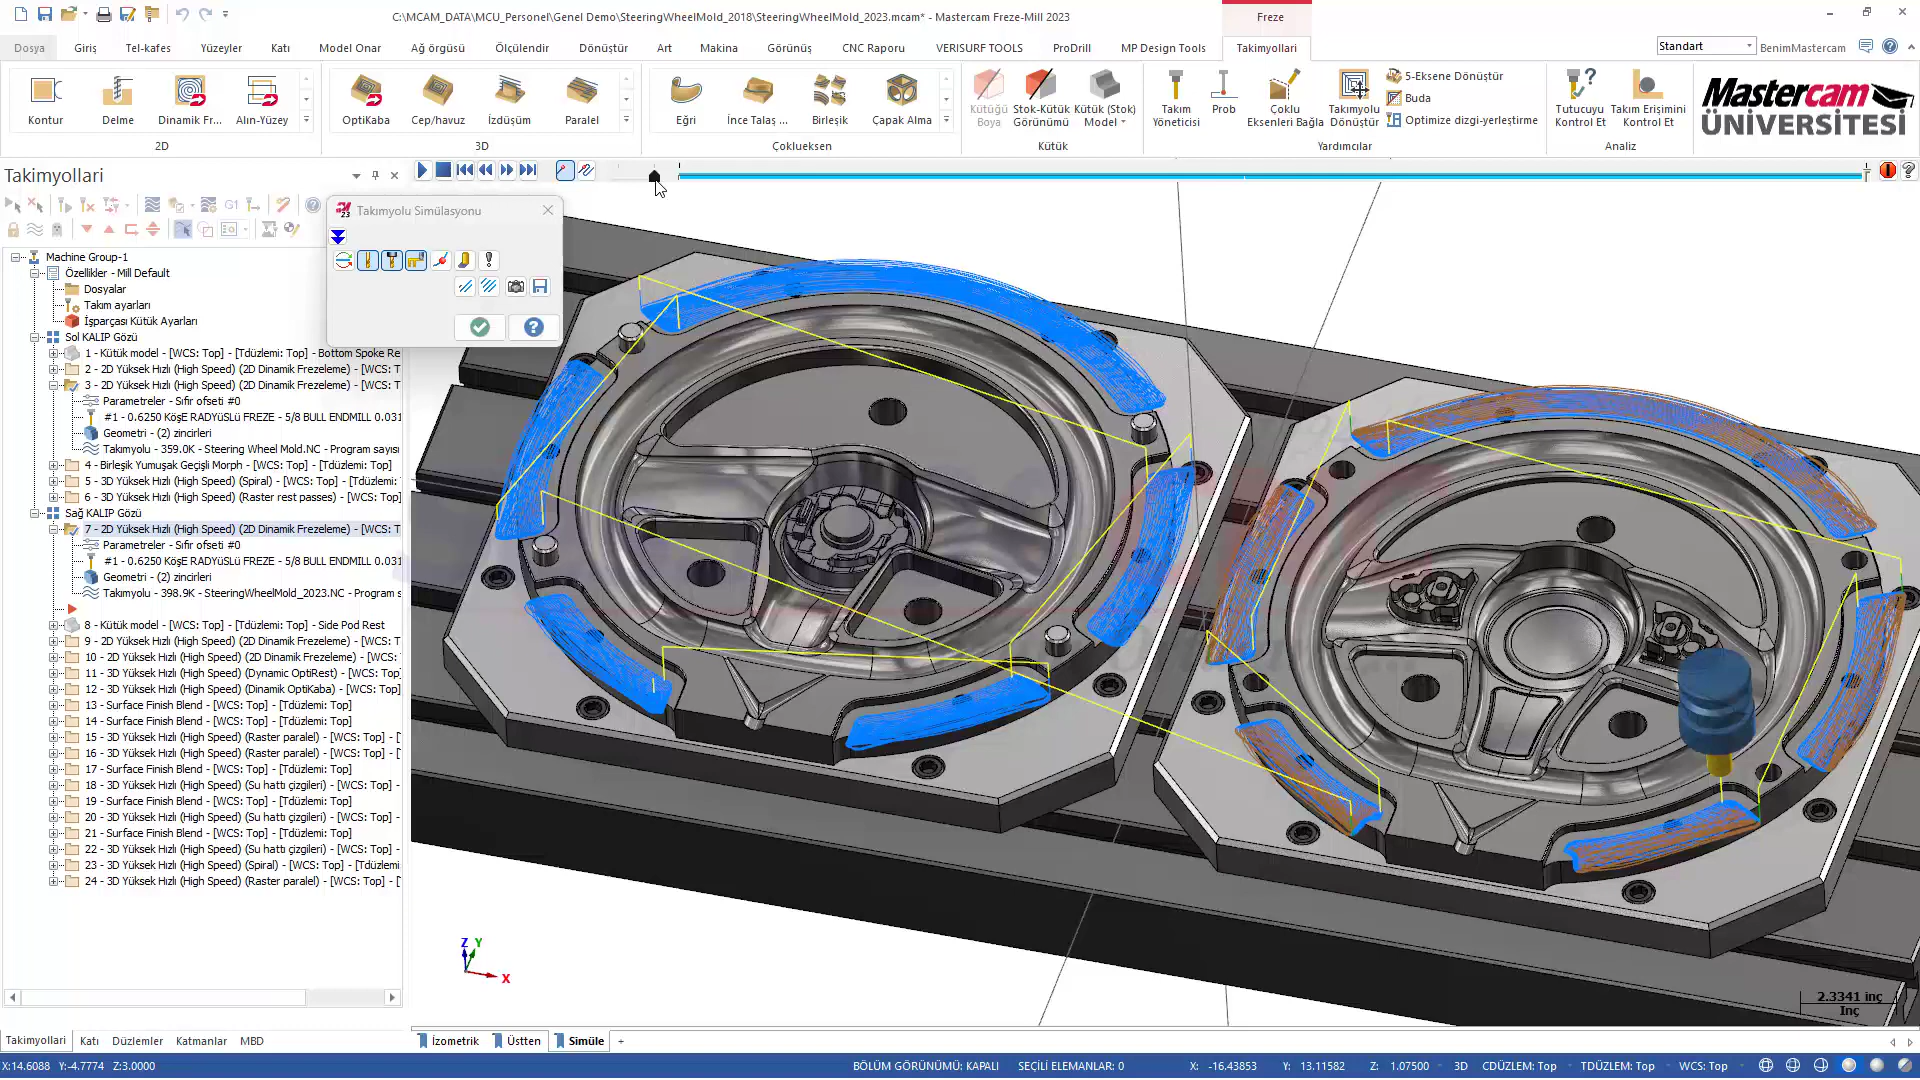 C:\MCAM_DATA\MCU_Personel\Genel Demo\SteeringWheelMold_2018\SteeringWheelMold_2023.mcam* - Mastercam Freze-Mill 2023
Freze
Dosya Giriş Tel-kafes Yüzeyler Katı Model Onar Ağ örgüsü Ölçülendir Dönüştür Art Makina Görünüş CNC Raporu VERISURF TOOLS ProDrill MP Design Tools Takimyollari
Standart BenimMastercam
Kontur Delme Dinamik Fr... Alın-Yüzey
2D
OptiKaba Cep/havuz İzdüşüm Paralel
3D
Eğri İnce Talaş ... Birleşik Çapak Alma
Çoklueksen
Kütüğü Boya Stok-Kütük Görünümü Kütük (Stok) Model
Kütük
Takım Yöneticisi Prob Çoklu Eksenleri Bağla Takımyolu Dönüştür
5-Eksene Dönüştür
Buda
Optimize dizgi-yerleştirme
Yardımcılar
Tutucuyu Kontrol Et Takım Erişimini Kontrol Et
Analiz
Mastercam
ÜNİVERSİTESİ
Takimyollari
G1
Takımyolu Simülasyonu
23
Machine Group-1
Özellikler - Mill Default
Dosyalar
Takım ayarları
İşparçası Kütük Ayarları
Sol KALIP Gözü
1 - Kütük model - [WCS: Top] - [Tdüzlemi: Top] - Bottom Spoke Re
2 - 2D Yüksek Hızlı (High Speed) (2D Dinamik Frezeleme) - [WCS: T
3 - 2D Yüksek Hızlı (High Speed) (2D Dinamik Frezeleme) - [WCS: T
Parametreler - Sıfır ofseti #0
#1 - 0.6250 KöşE RADYüSLü FREZE - 5/8 BULL ENDMILL 0.031
Geometri - (2) zincirleri
Takımyolu - 359.0K - Steering Wheel Mold.NC - Program sayısı
4 - Birleşik Yumuşak Geçişli Morph - [WCS: Top] - [Tdüzlemi: Top]
5 - 3D Yüksek Hızlı (High Speed) (Spiral) - [WCS: Top] - [Tdüzlemi:
6 - 3D Yüksek Hızlı (High Speed) (Raster rest passes) - [WCS: Top]
Sağ KALIP Gözü
7 - 2D Yüksek Hızlı (High Speed) (2D Dinamik Frezeleme) - [WCS: T
Parametreler - Sıfır ofseti #0
#1 - 0.6250 KöşE RADYüSLü FREZE - 5/8 BULL ENDMILL 0.031
Geometri - (2) zincirleri
Takımyolu - 398.9K - SteeringWheelMold_2023.NC - Program s
8 - Kütük model - [WCS: Top] - [Tdüzlemi: Top] - Side Pod Rest
9 - 2D Yüksek Hızlı (High Speed) (2D Dinamik Frezeleme) - [WCS: T
10 - 2D Yüksek Hızlı (High Speed) (2D Dinamik Frezeleme) - [WCS:
11 - 3D Yüksek Hızlı (High Speed) (Dynamic OptiRest) - [WCS: Top]
12 - 3D Yüksek Hızlı (High Speed) (Dinamik OptiKaba) - [WCS: Top]
13 - Surface Finish Blend - [WCS: Top] - [Tdüzlemi: Top]
14 - Surface Finish Blend - [WCS: Top] - [Tdüzlemi: Top]
15 - 3D Yüksek Hızlı (High Speed) (Raster paralel) - [WCS: Top] - [
16 - 3D Yüksek Hızlı (High Speed) (Raster paralel) - [WCS: Top] - [
17 - Surface Finish Blend - [WCS: Top] - [Tdüzlemi: Top]
18 - 3D Yüksek Hızlı (High Speed) (Su hattı çizgileri) - [WCS: Top]
19 - Surface Finish Blend - [WCS: Top] - [Tdüzlemi: Top]
20 - 3D Yüksek Hızlı (High Speed) (Su hattı çizgileri) - [WCS: Top]
21 - Surface Finish Blend - [WCS: Top] - [Tdüzlemi: Top]
22 - 3D Yüksek Hızlı (High Speed) (Su hattı çizgileri) - [WCS: Top]
23 - 3D Yüksek Hızlı (High Speed) (Spiral) - [WCS: Top] - [Tdüzlemi
24 - 3D Yüksek Hızlı (High Speed) (Raster paralel) - [WCS: Top] - [
Z Y X
2.3341 inç
Inç
Takimyollari Katı Düzlemler Katmanlar MBD
İzometrik Üstten Simüle +
X:14.6088 Y:-4.7774 Z:3.0000 BÖLÜM GÖRÜNÜMÜ: KAPALI SEÇİLİ ELEMANLAR: 0 X: -16.43853 Y: 13.11582 Z: 1.07500 3D CDÜZLEM: Top TDÜZLEM: Top WCS: Top